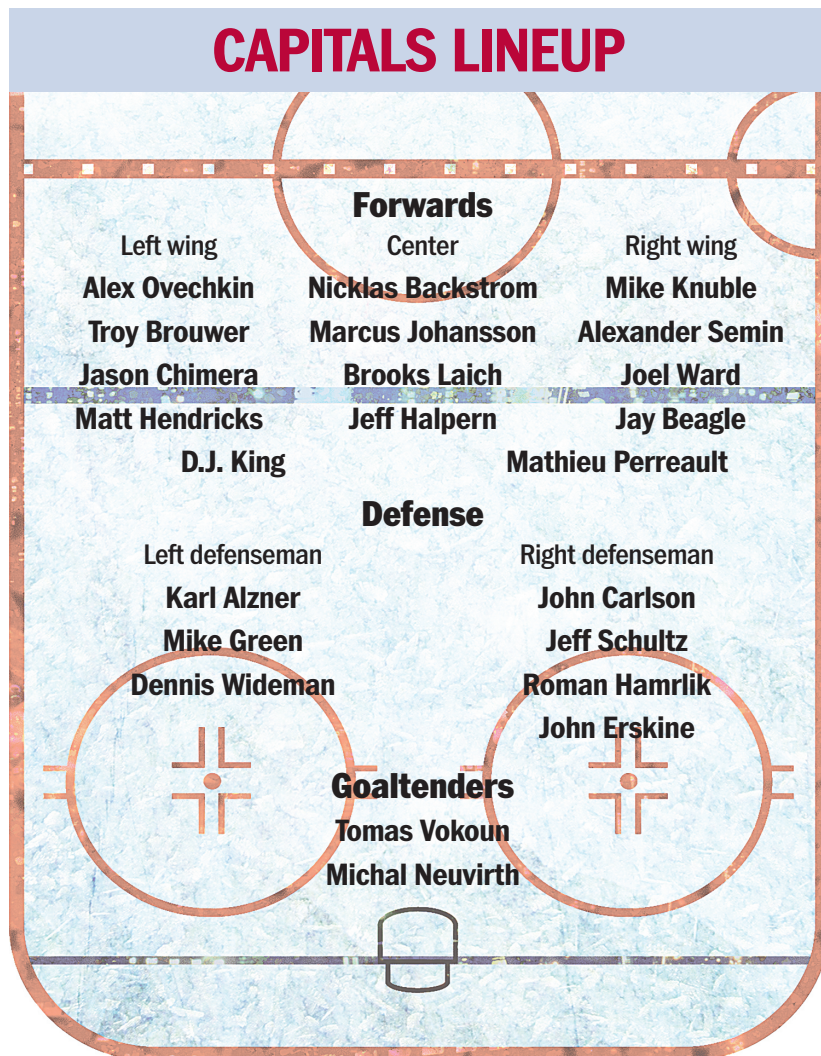 CAPITALS LINEUP
Forwards
Left wing Center Right wing
Alex Ovechkin Nicklas Backstrom Mike Knuble
Troy Brouwer Marcus Johansson Alexander Semin
Jason Chimera Brooks Laich Joel Ward
Matt Hendricks Jeff Halpern Jay Beagle
D.J. King Mathieu Perreault
Defense
Left defenseman Right defenseman
Karl Alzner John Carlson
Mike Green Jeff Schultz
Dennis Wideman Roman Hamrlik
John Erskine
Goaltenders
Tomas Vokoun
Michal Neuvirth